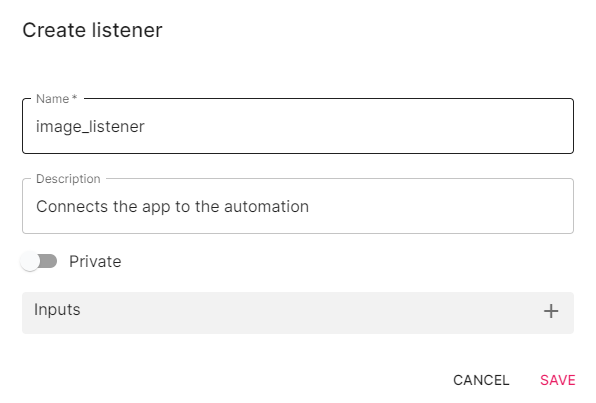 Create listener
Name *
image_listener
Description
Connects the app to the automation
Private
Inputs
CANCEL SAVE